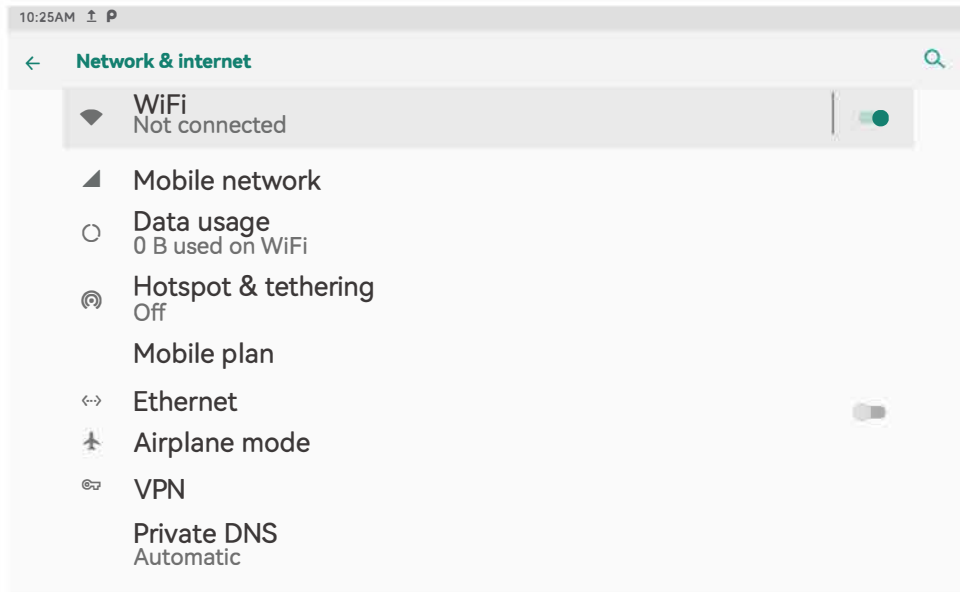 10:25AM
Network & internet
WiFi
Not connected
Mobile network
Data usage
0 B used on WiFi
Hotspot & tethering
Off
Mobile plan
Ethernet
Airplane mode
VPN
Private DNS
Automatic